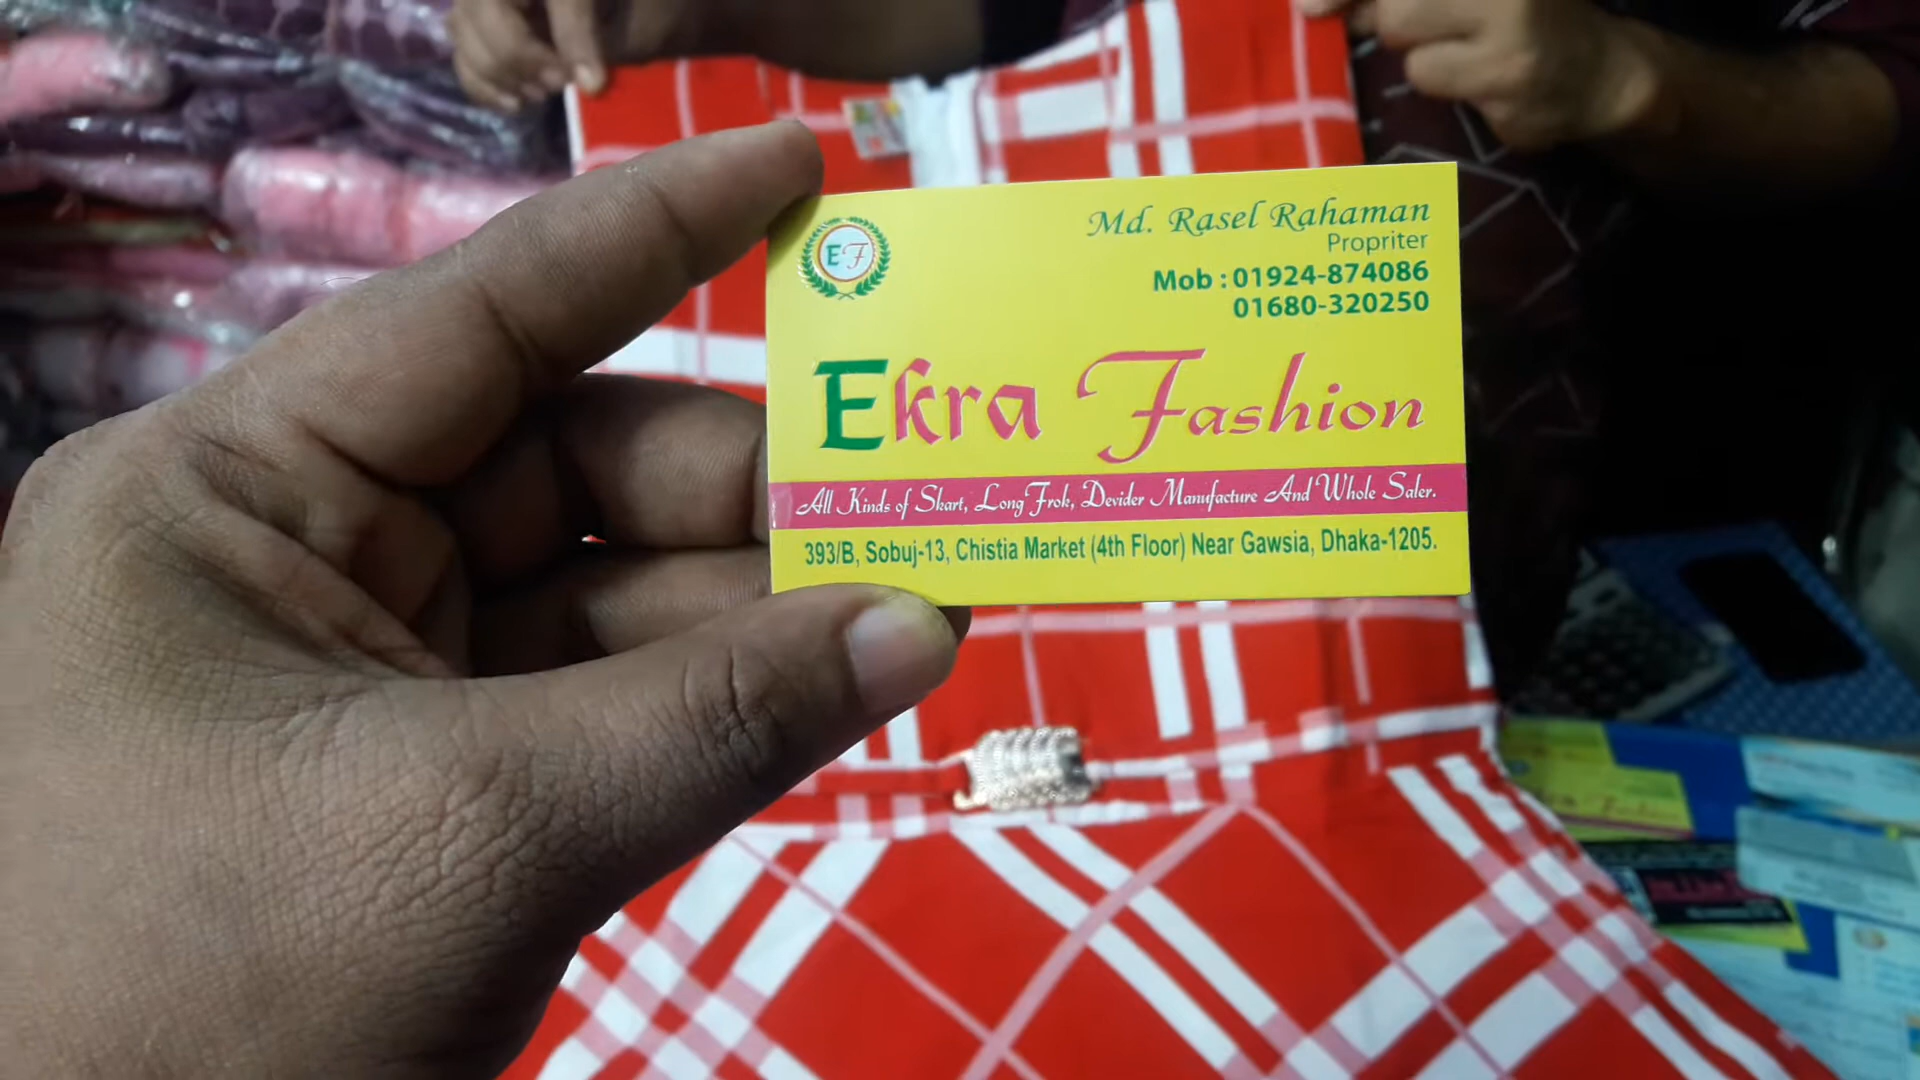 EF
Md. Rasel Rahaman
Propriter
Mob : 01924-874086
01680-320250
Ekra Fashion
All Kinds of Skart, Long Frok, Devider Manufacture And Whole Saler.
393/B, Sobuj-13, Chistia Market (4th Floor) Near Gawsia, Dhaka-1205.